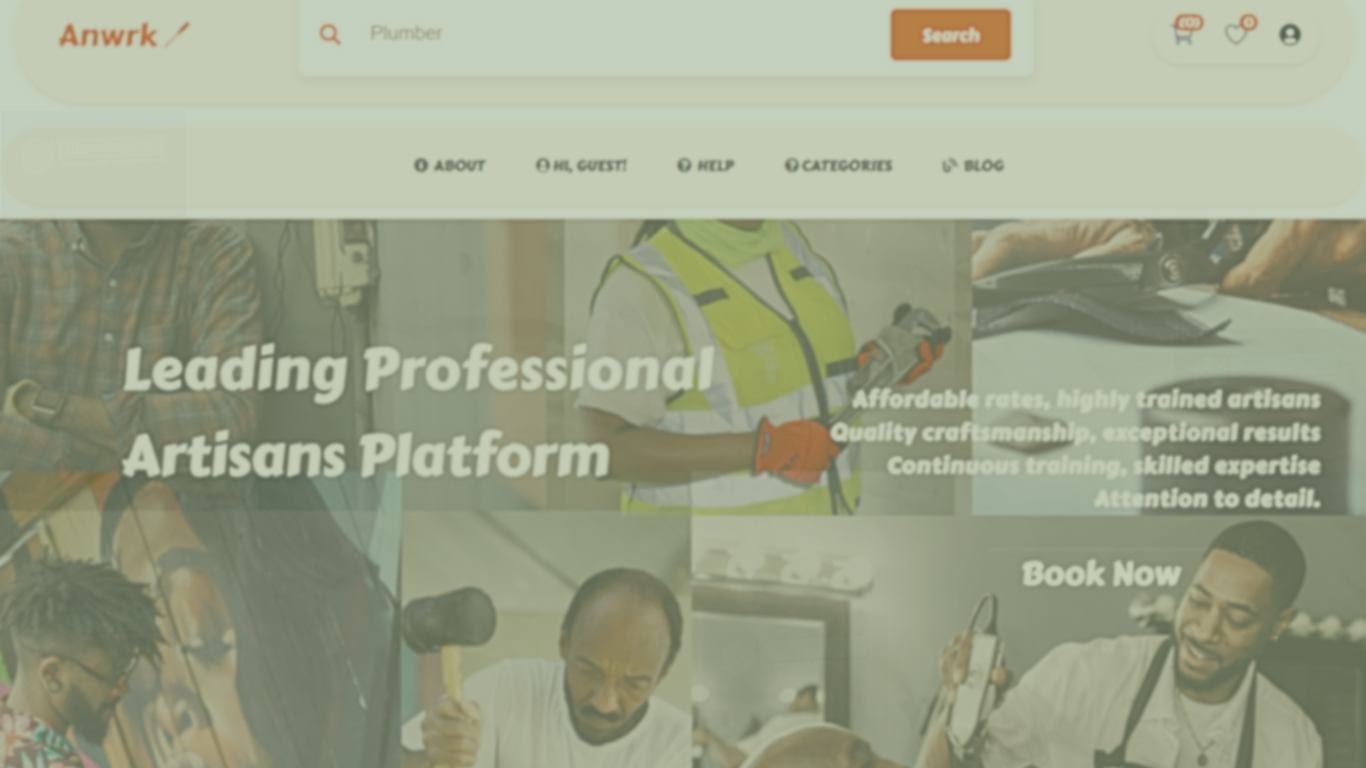 Anwrk
Plumber
Search
0
ABOUT
HI, GUEST!
HELP
CATEGORIES
BLOG
Leading Professional
Artisans Platform
Affordable rates, highly trained artisans
Quality craftsmanship, exceptional results
Continuous training, skilled expertise
Attention to detail.
Book Now